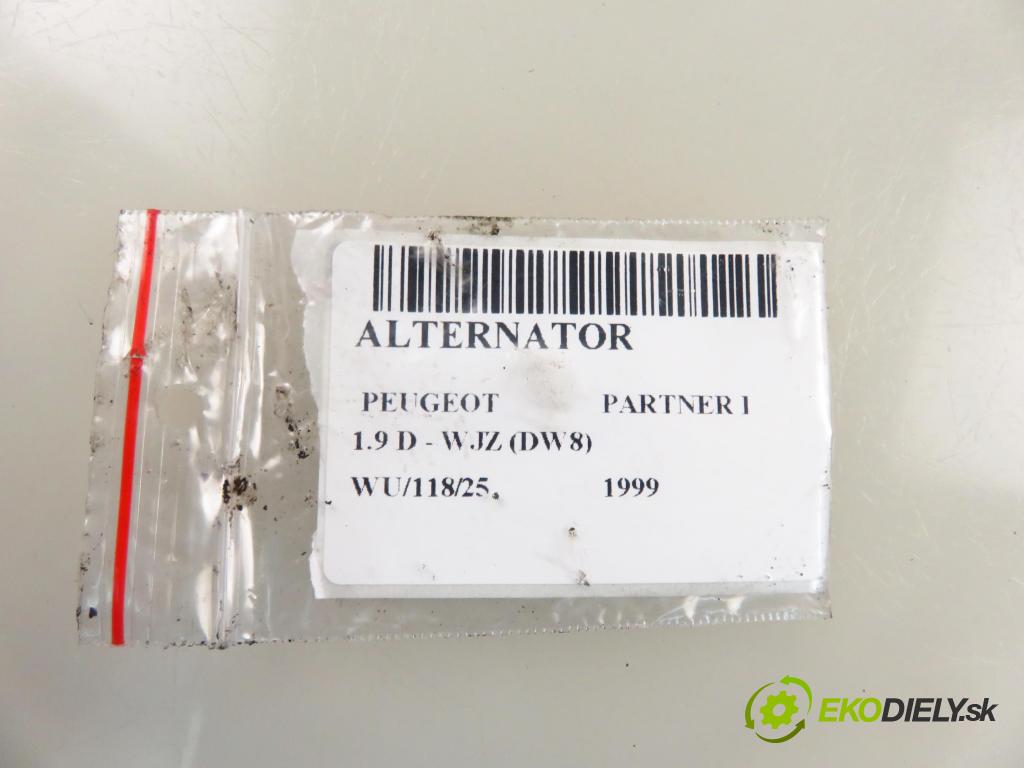 ALTERNATOR
PEUGEOT PARTNER I
1.9 D - WJZ (DW8)
WU/118/25. 1999
EKODIELY.sk